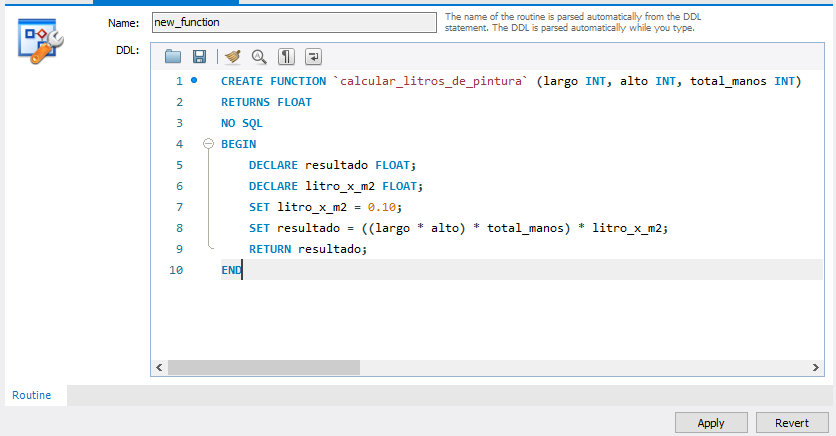 Name: new_function The name of the routine is parsed automatically from the DDL
statement. The DDL is parsed automatically while you type.
DDL:
1 CREATE FUNCTION `calcular_litros_de_pintura` (largo INT, alto INT, total_manos INT)
2 RETURNS FLOAT
3 NO SQL
4 BEGIN
5 DECLARE resultado FLOAT;
6 DECLARE litro_x_m2 FLOAT;
7 SET litro_x_m2 = 0.10;
8 SET resultado = ((largo * alto) * total_manos) * litro_x_m2;
9 RETURN resultado;
10 END
Routine
Apply Revert